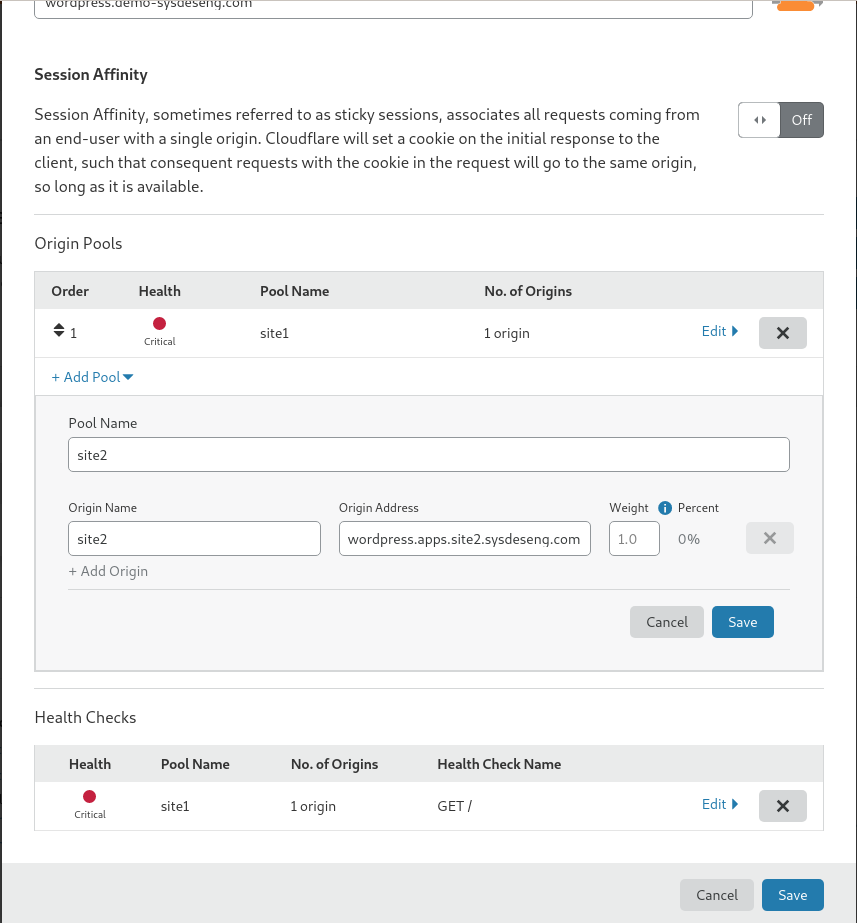 wordpress.demo-sysdeseng.com
Session Affinity
Session Affinity, sometimes referred to as sticky sessions, associates all requests coming from
an end-user with a single origin. Cloudflare will set a cookie on the initial response to the
client, such that consequent requests with the cookie in the request will go to the same origin,
so long as it is available.
Off
Origin Pools
Order Health Pool Name No. of Origins
1 Critical site1 1 origin Edit
+ Add Pool
Pool Name
site2
Origin Name Origin Address Weight Percent
site2 wordpress.apps.site2.sysdeseng.com 1.0 0%
+ Add Origin
Cancel Save
Health Checks
Health Pool Name No. of Origins Health Check Name
Critical site1 1 origin GET / Edit
Cancel Save